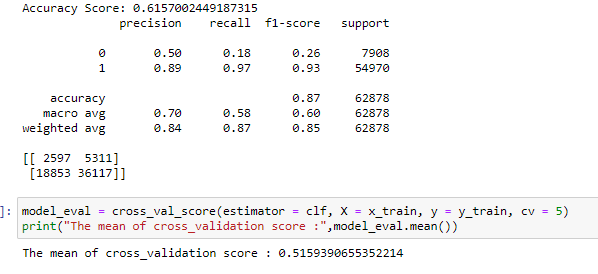 Accuracy Score: 0.6157002449187315
precision recall f1-score support
0 0.50 0.18 0.26 7908
1 0.89 0.97 0.93 54970
accuracy 0.87 62878
macro avg 0.70 0.58 0.60 62878
weighted avg 0.84 0.87 0.85 62878
[[ 2597 5311]
[18853 36117]]
]: model_eval = cross_val_score(estimator = clf, X = x_train, y = y_train, cv = 5)
print("The mean of cross_validation score :",model_eval.mean())
The mean of cross_validation score : 0.5159390655352214